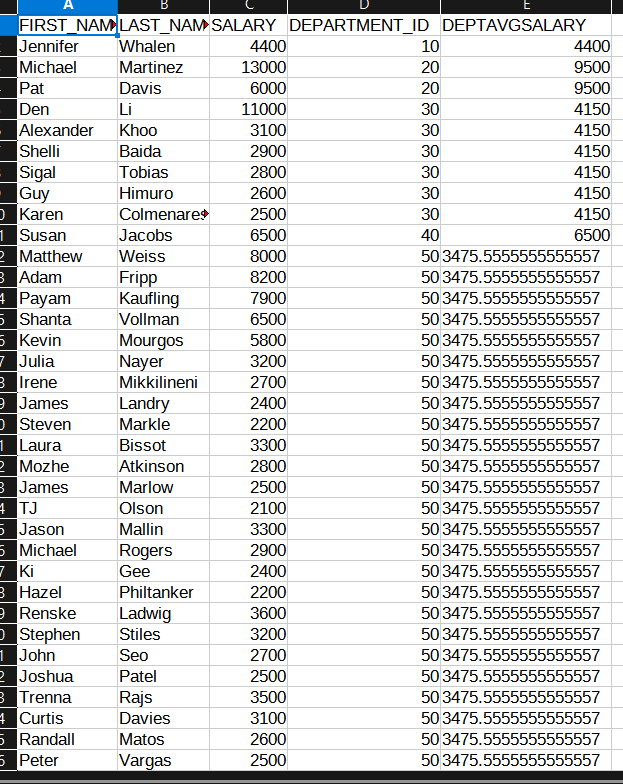 A B C D E
FIRST_NAM LAST_NAM SALARY DEPARTMENT_ID DEPTAVGSALARY
Jennifer Whalen 4400 10 4400
Michael Martinez 13000 20 9500
Pat Davis 6000 20 9500
Den Li 11000 30 4150
Alexander Khoo 3100 30 4150
Shelli Baida 2900 30 4150
Sigal Tobias 2800 30 4150
Guy Himuro 2600 30 4150
Karen Colmenares 2500 30 4150
Susan Jacobs 6500 40 6500
Matthew Weiss 8000 50 3475.5555555555557
Adam Fripp 8200 50 3475.5555555555557
Payam Kaufling 7900 50 3475.5555555555557
Shanta Vollman 6500 50 3475.5555555555557
Kevin Mourgos 5800 50 3475.5555555555557
Julia Nayer 3200 50 3475.5555555555557
Irene Mikkilineni 2700 50 3475.5555555555557
James Landry 2400 50 3475.5555555555557
Steven Markle 2200 50 3475.5555555555557
Laura Bissot 3300 50 3475.5555555555557
Mozhe Atkinson 2800 50 3475.5555555555557
James Marlow 2500 50 3475.5555555555557
TJ Olson 2100 50 3475.5555555555557
Jason Mallin 3300 50 3475.5555555555557
Michael Rogers 2900 50 3475.5555555555557
Ki Gee 2400 50 3475.5555555555557
Hazel Philtanker 2200 50 3475.5555555555557
Renske Ladwig 3600 50 3475.5555555555557
Stephen Stiles 3200 50 3475.5555555555557
John Seo 2700 50 3475.5555555555557
Joshua Patel 2500 50 3475.5555555555557
Trenna Rajs 3500 50 3475.5555555555557
Curtis Davies 3100 50 3475.5555555555557
Randall Matos 2600 50 3475.5555555555557
Peter Vargas 2500 50 3475.5555555555557